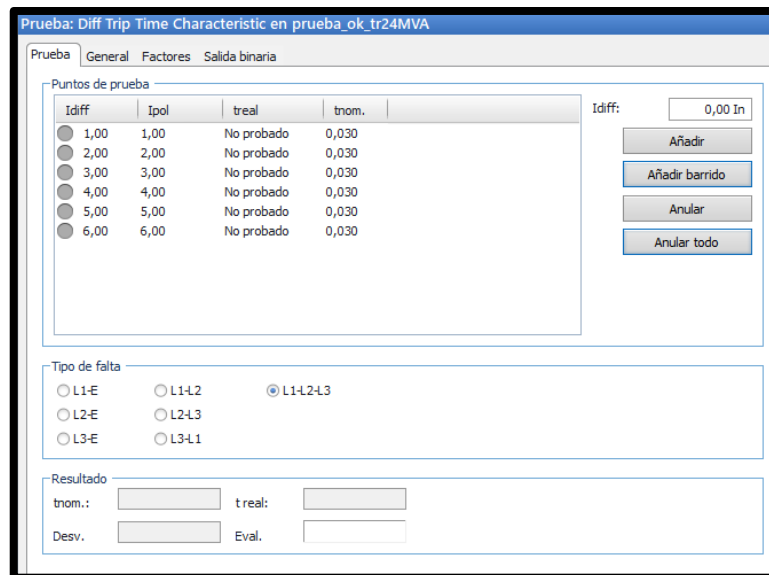 Prueba: Diff Trip Time Characteristic en prueba_ok_tr24MVA
Prueba General Factores Salida binaria
Puntos de prueba
Idiff Ipol treal tnom.
1,00 1,00 No probado 0,030
2,00 2,00 No probado 0,030
3,00 3,00 No probado 0,030
4,00 4,00 No probado 0,030
5,00 5,00 No probado 0,030
6,00 6,00 No probado 0,030
Idiff: 0,00 In
Añadir
Añadir barrido
Anular
Anular todo
Tipo de falta
L1-E L1-L2 L1-L2-L3
L2-E L2-L3
L3-E L3-L1
Resultado
tnom.: t real:
Desv. Eval.